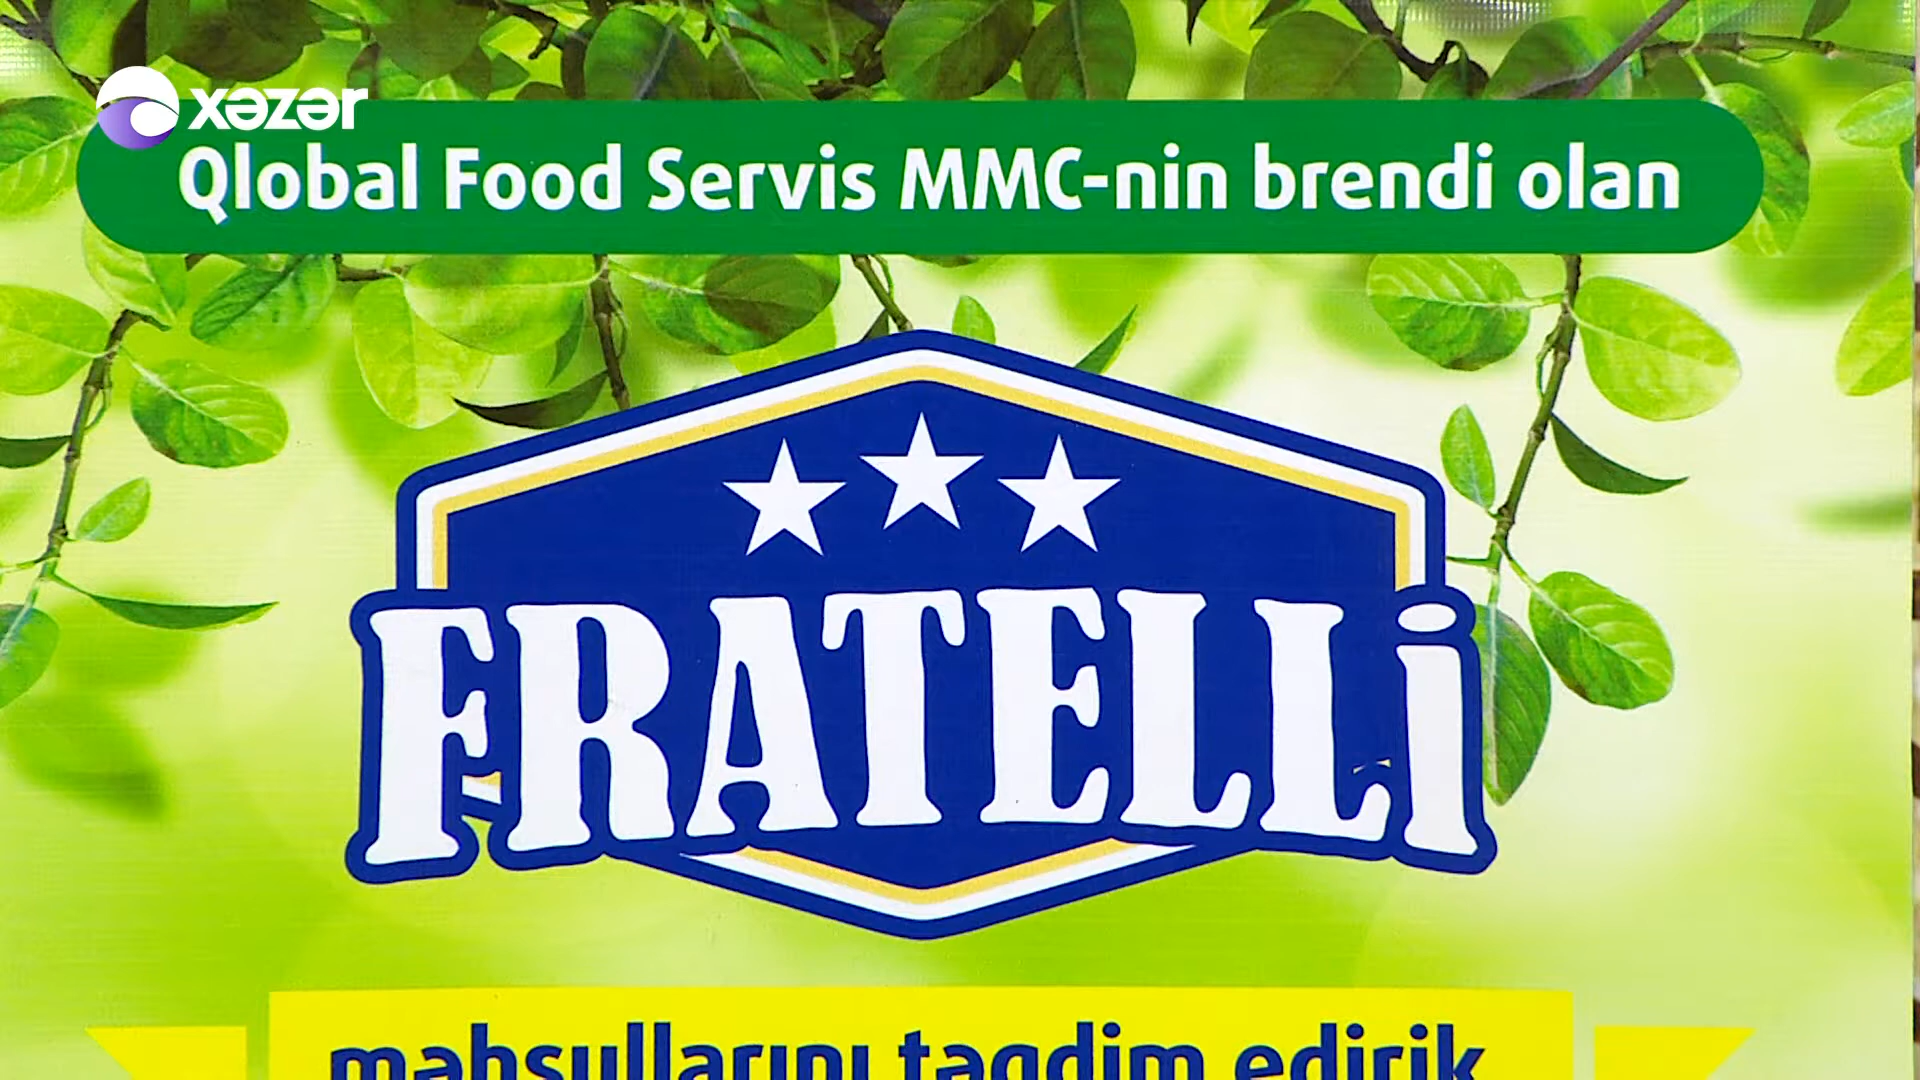 xəzər
Qlobal Food Servis MMC-nin brendi olan
FRATELLi
məhsullarını təqdim edirik